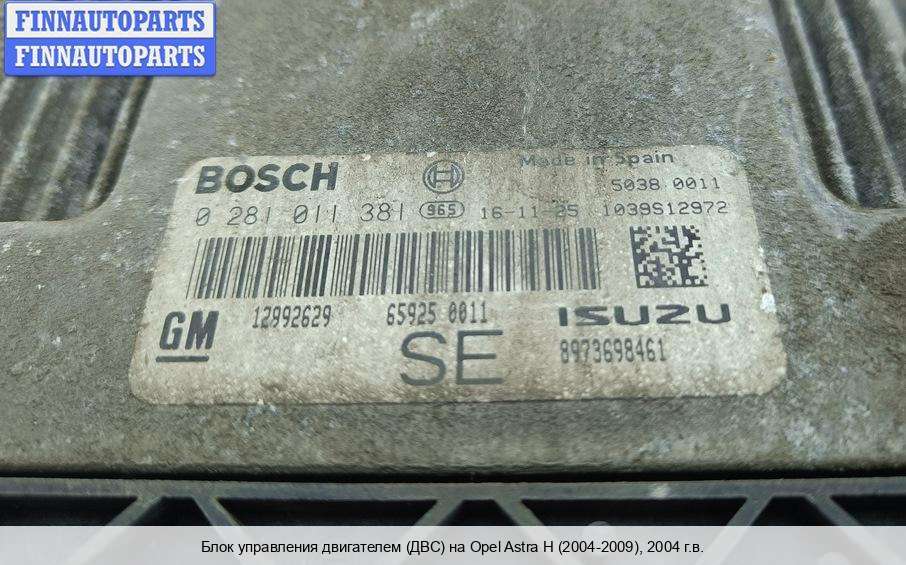 FINNAUTOPARTS
FINNAUTOPARTS
BOSCH Made in Spain
5038 0011
0 281 011 381 965 16-11-25 1039S12972
GM 12992629 65925 0011 ISUZU
SE 8973698461
Блок управления двигателем (ДВС) на Opel Astra H (2004-2009), 2004 г.в.